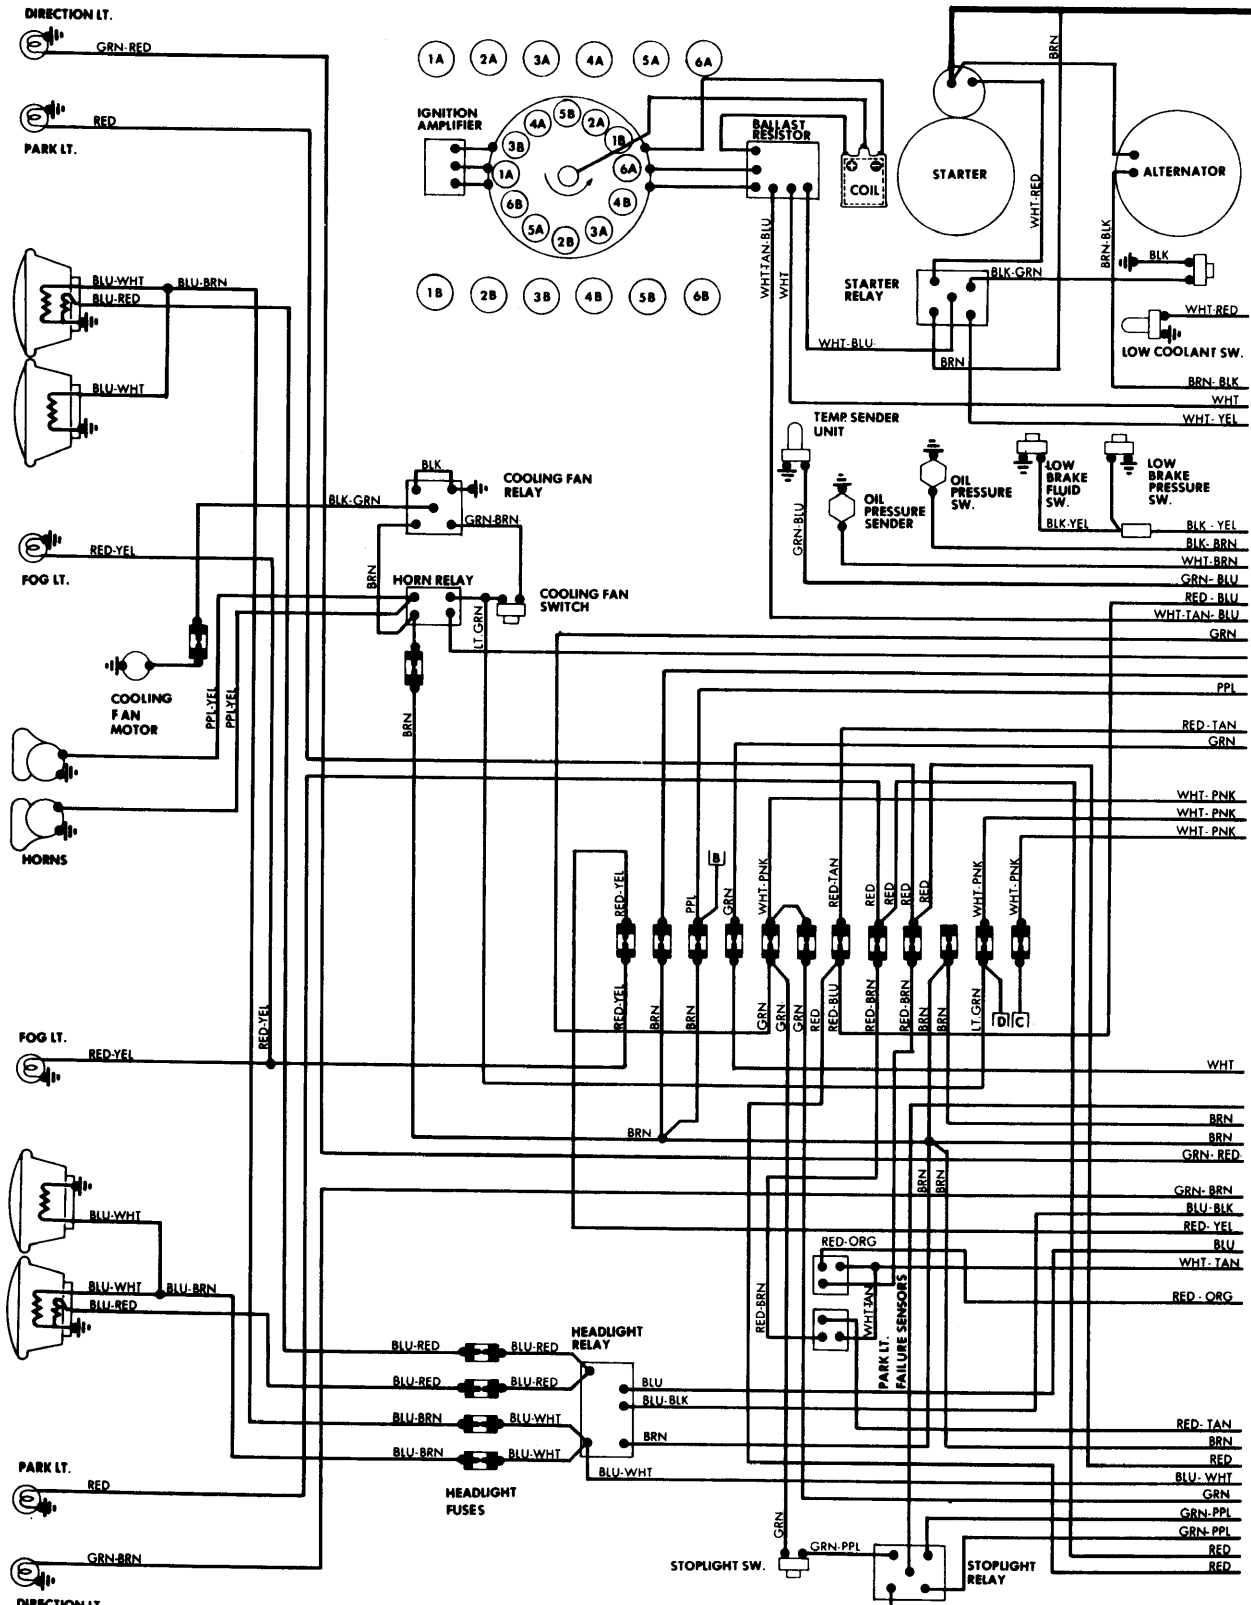 DIRECTION LT.
GRN-RED
RED
PARK LT.
1A 2A 3A 4A 5A 6A
IGNITION
AMPLIFIER
5B
4A 2A
3B 1B
1A 6A
6B 4B
5A 3A
2B
1B 2B 3B 4B 5B 6B
BALLAST
RESISTOR
COIL
STARTER
ALTERNATOR
BRN
WHT-RED
BRN-BLK
WHT-TAN-BLU
WHT
STARTER
RELAY
BLK-GRN
BLK
WHT-RED
LOW COOLANT SW.
WHT-BLU
BRN
BRN-BLK
WHT
WHT-YEL
BLU-WHT
BLU-BRN
BLU-RED
BLU-WHT
TEMP. SENDER
UNIT
GRN-BLU
OIL
PRESSURE
SENDER
OIL
PRESSURE
SW.
LOW
BRAKE
FLUID
SW.
LOW
BRAKE
PRESSURE
SW.
BLK-YEL
BLK-YEL
BLK-BRN
WHT-BRN
GRN-BLU
RED-BLU
WHT-TAN-BLU
GRN
BLK
COOLING FAN
RELAY
BLK-GRN
GRN-BRN
BRN
HORN RELAY
COOLING FAN
SWITCH
LT.GRN
RED-YEL
FOG LT.
COOLING
FAN
MOTOR
PPL-YEL
PPL-YEL
BRN
HORNS
PPL
RED-TAN
GRN
WHT-PNK
WHT-PNK
WHT-PNK
B
RED-YEL
PPL
GRN
WHT-PNK
RED-TAN
RED
RED
RED
RED
WHT-PNK
WHT-PNK
RED-YEL
BRN
BRN
GRN
GRN
GRN
RED
RED-BLU
RED-BRN
RED-BRN
BRN
BRN
LT.GRN
D C
FOG LT.
RED-YEL
RED-YEL
WHT
BRN
BRN
BRN
GRN-RED
BRN
BRN
GRN-BRN
BLU-BLK
RED-YEL
BLU
WHT-TAN
RED-ORG
BLU-WHT
BLU-WHT
BLU-BRN
BLU-RED
RED-ORG
RED-BRN
WHT-TAN
PARK LT.
FAILURE SENSORS
HEADLIGHT
RELAY
BLU-RED
BLU-RED
BLU-RED
BLU-RED
BLU-BRN
BLU-WHT
BLU-BRN
BLU-WHT
BLU
BLU-BLK
BRN
BLU-WHT
HEADLIGHT
FUSES
RED-TAN
BRN
RED
BLU-WHT
GRN
GRN-PPL
GRN-PPL
RED
RED
PARK LT.
RED
GRN-BRN
DIRECTION LT.
GRN
STOPLIGHT SW.
GRN-PPL
STOPLIGHT
RELAY